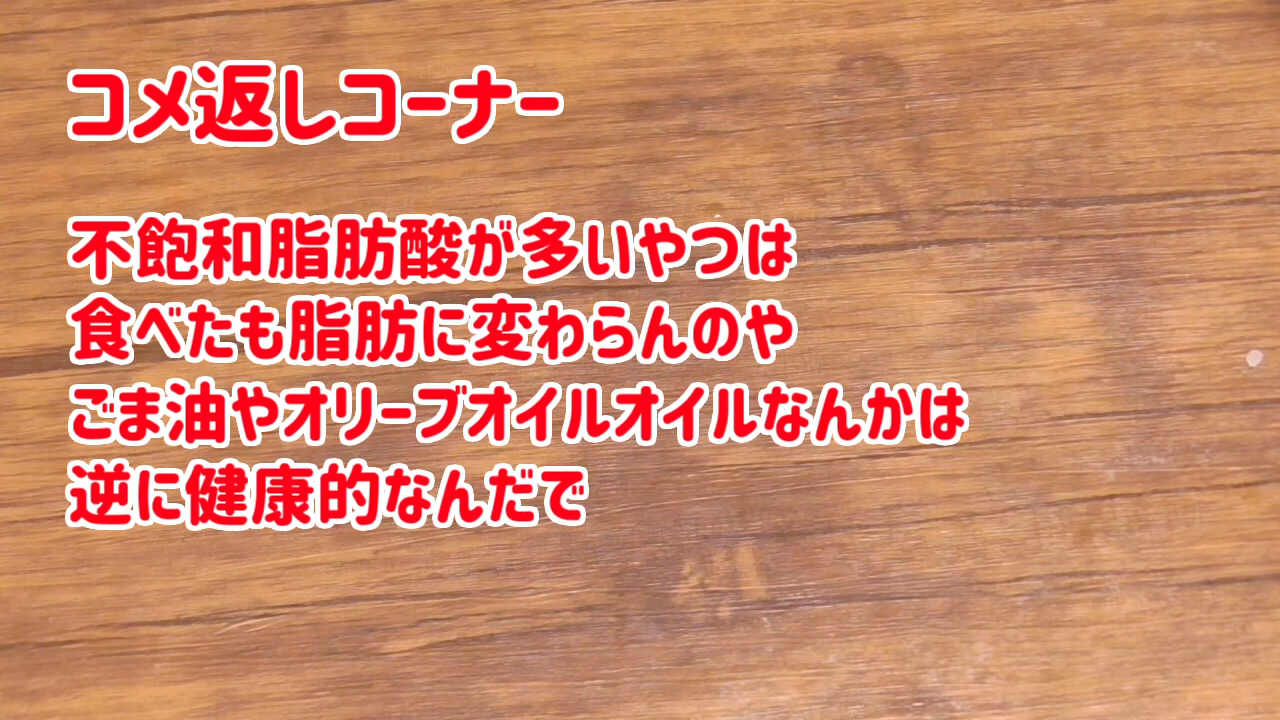 コメ返しコーナー
不飽和脂肪酸が多いやつは
食べたも脂肪に変わらんのや
ごま油やオリーブオイルオイルなんかは
逆に健康的なんだで